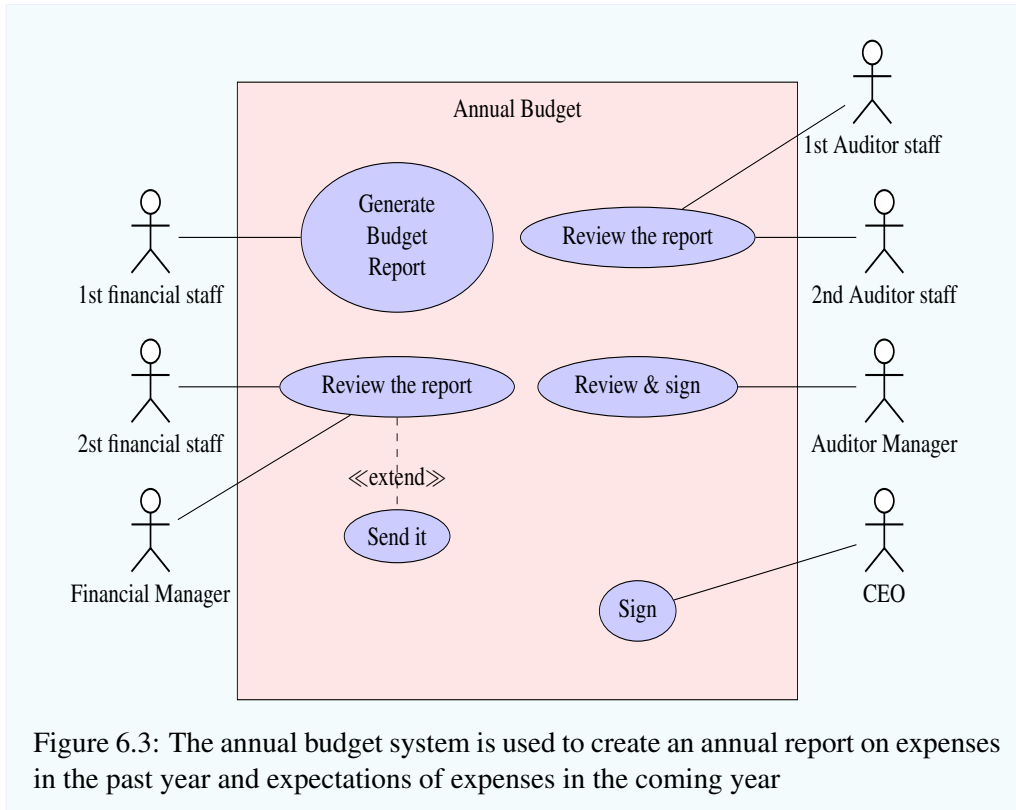 Annual Budget
1st Auditor staff
Generate
Budget
Report
Review the report
1st financial staff
2nd Auditor staff
Review the report
Review & sign
2st financial staff
Auditor Manager
≪extend≫
Send it
Financial Manager
Sign
CEO
Figure 6.3: The annual budget system is used to create an annual report on expenses
in the past year and expectations of expenses in the coming year